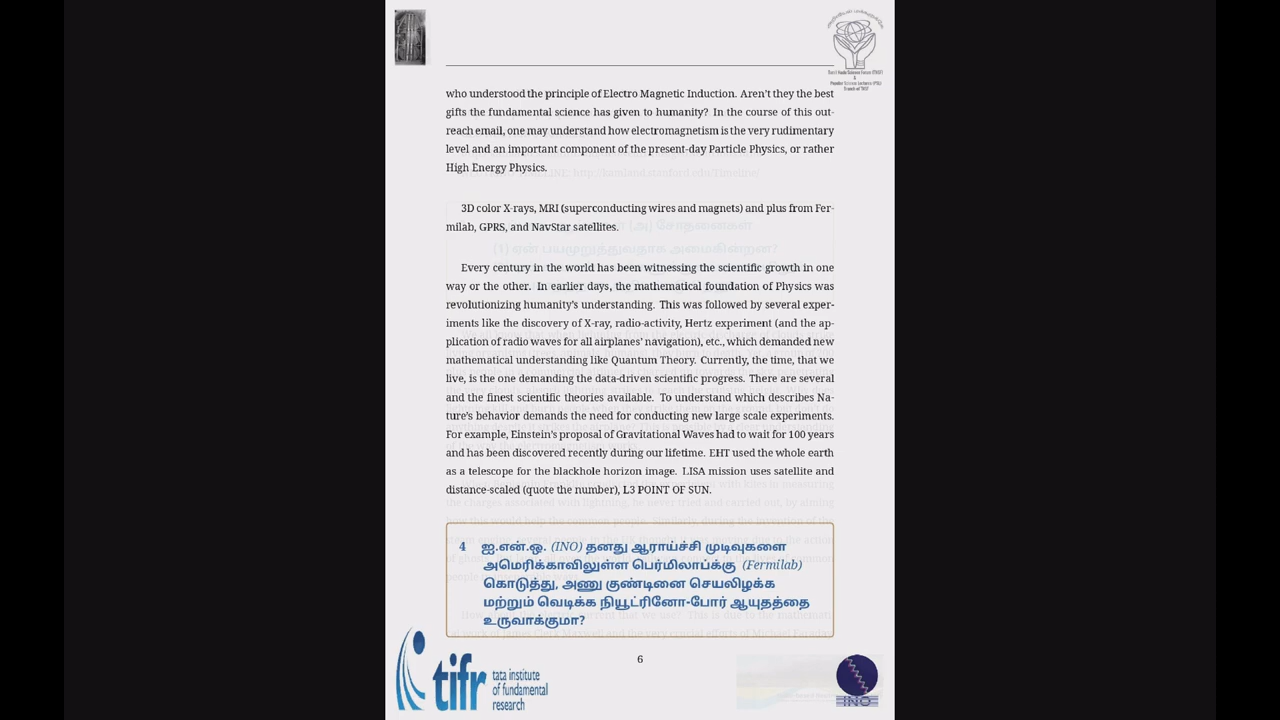 Tamil Nadu Science Forum (TNSF)
&
Popular Science Lectures (PSL)
who understood the principle of Electro Magnetic Induction. Aren't they the best
gifts the fundamental science has given to humanity? In the course of this out-
reach email, one may understand how electromagnetism is the very rudimentary
level and an important component of the present-day Particle Physics, or rather
High Energy Physics.
3D color X-rays, MRI (superconducting wires and magnets) and plus from Fer-
milab, GPRS, and NavStar satellites.
Every century in the world has been witnessing the scientific growth in one
way or the other. In earlier days, the mathematical foundation of Physics was
revolutionizing humanity's understanding. This was followed by several exper-
iments like the discovery of X-ray, radio-activity, Hertz experiment (and the ap-
plication of radio waves for all airplanes' navigation), etc., which demanded new
mathematical understanding like Quantum Theory. Currently, the time, that we
live, is the one demanding the data-driven scientific progress. There are several
and the finest scientific theories available. To understand which describes Na-
ture's behavior demands the need for conducting new large scale experiments.
For example, Einstein's proposal of Gravitational Waves had to wait for 100 years
and has been discovered recently during our lifetime. EHT used the whole earth
as a telescope for the blackhole horizon image. LISA mission uses satellite and
distance-scaled (quote the number), L3 POINT OF SUN.
4 ஐ.என்.ஒ. (INO) தனது ஆராய்ச்சி முடிவுகளை
அமெரிக்காவிலுள்ள பெர்மிலாப்க்கு (Fermilab)
கொடுத்து, அணு குண்டினை செயலிழக்க
மற்றும் வெடிக்க நியூட்ரினோ-போர் ஆயுதத்தை
உருவாக்குமா?
6
tifr tata institute
of fundamental
research
INO